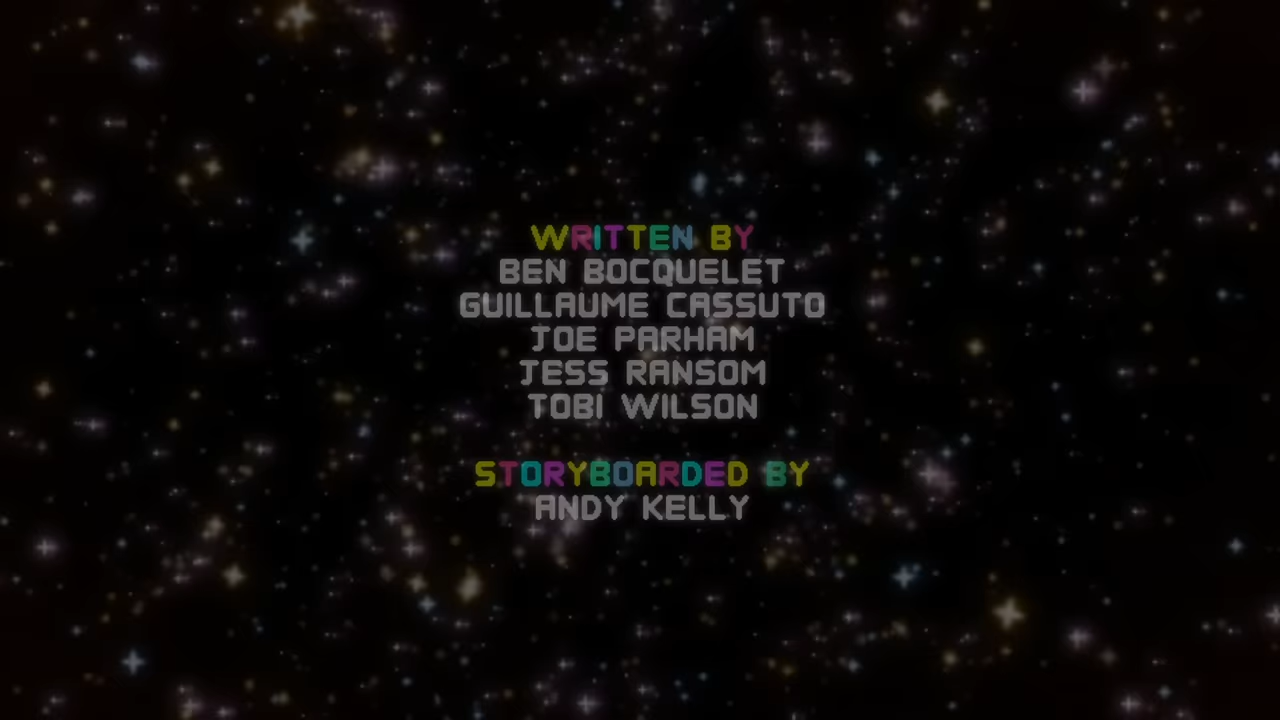 WRITTEN BY
BEN BOCQUELET
GUILLAUME CASSUTO
JOE PARHAM
JESS RANSOM
TOBI WILSON
STORYBOARDED BY
ANDY KELLY